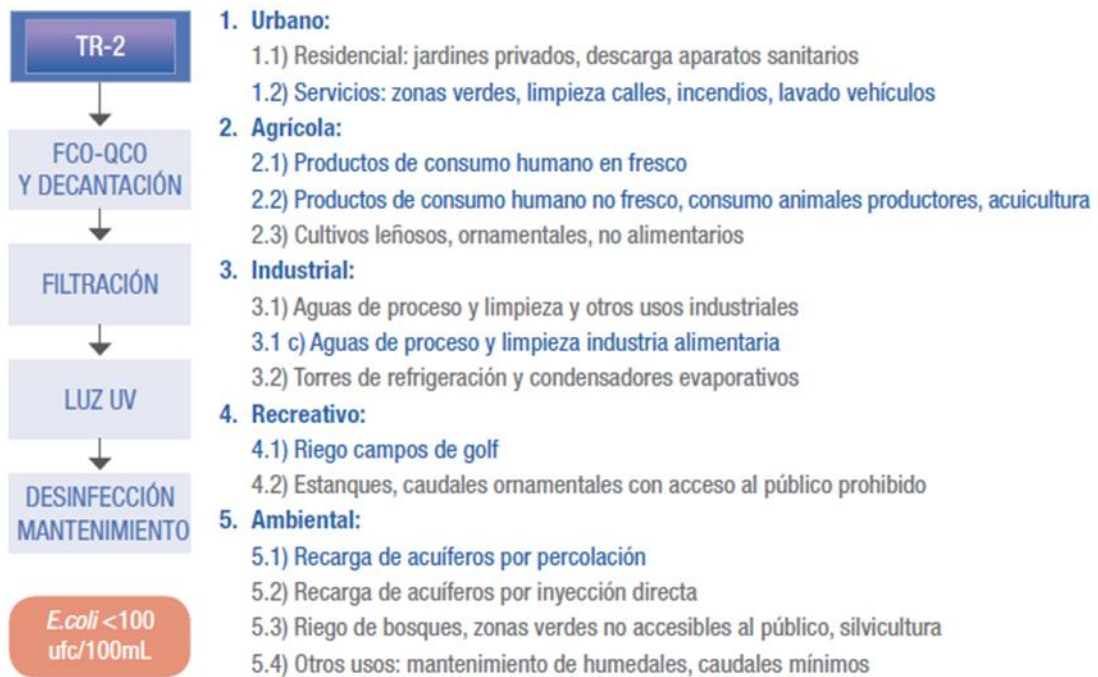 TR-2
FCO-QCO
Y DECANTACIÓN
FILTRACIÓN
LUZ UV
DESINFECCIÓN
MANTENIMIENTO
E.coli <100
ufc/100mL
1. Urbano:
1.1) Residencial: jardines privados, descarga aparatos sanitarios
1.2) Servicios: zonas verdes, limpieza calles, incendios, lavado vehículos
2. Agrícola:
2.1) Productos de consumo humano en fresco
2.2) Productos de consumo humano no fresco, consumo animales productores, acuicultura
2.3) Cultivos leñosos, ornamentales, no alimentarios
3. Industrial:
3.1) Aguas de proceso y limpieza y otros usos industriales
3.1 c) Aguas de proceso y limpieza industria alimentaria
3.2) Torres de refrigeración y condensadores evaporativos
4. Recreativo:
4.1) Riego campos de golf
4.2) Estanques, caudales ornamentales con acceso al público prohibido
5. Ambiental:
5.1) Recarga de acuíferos por percolación
5.2) Recarga de acuíferos por inyección directa
5.3) Riego de bosques, zonas verdes no accesibles al público, silvicultura
5.4) Otros usos: mantenimiento de humedales, caudales mínimos